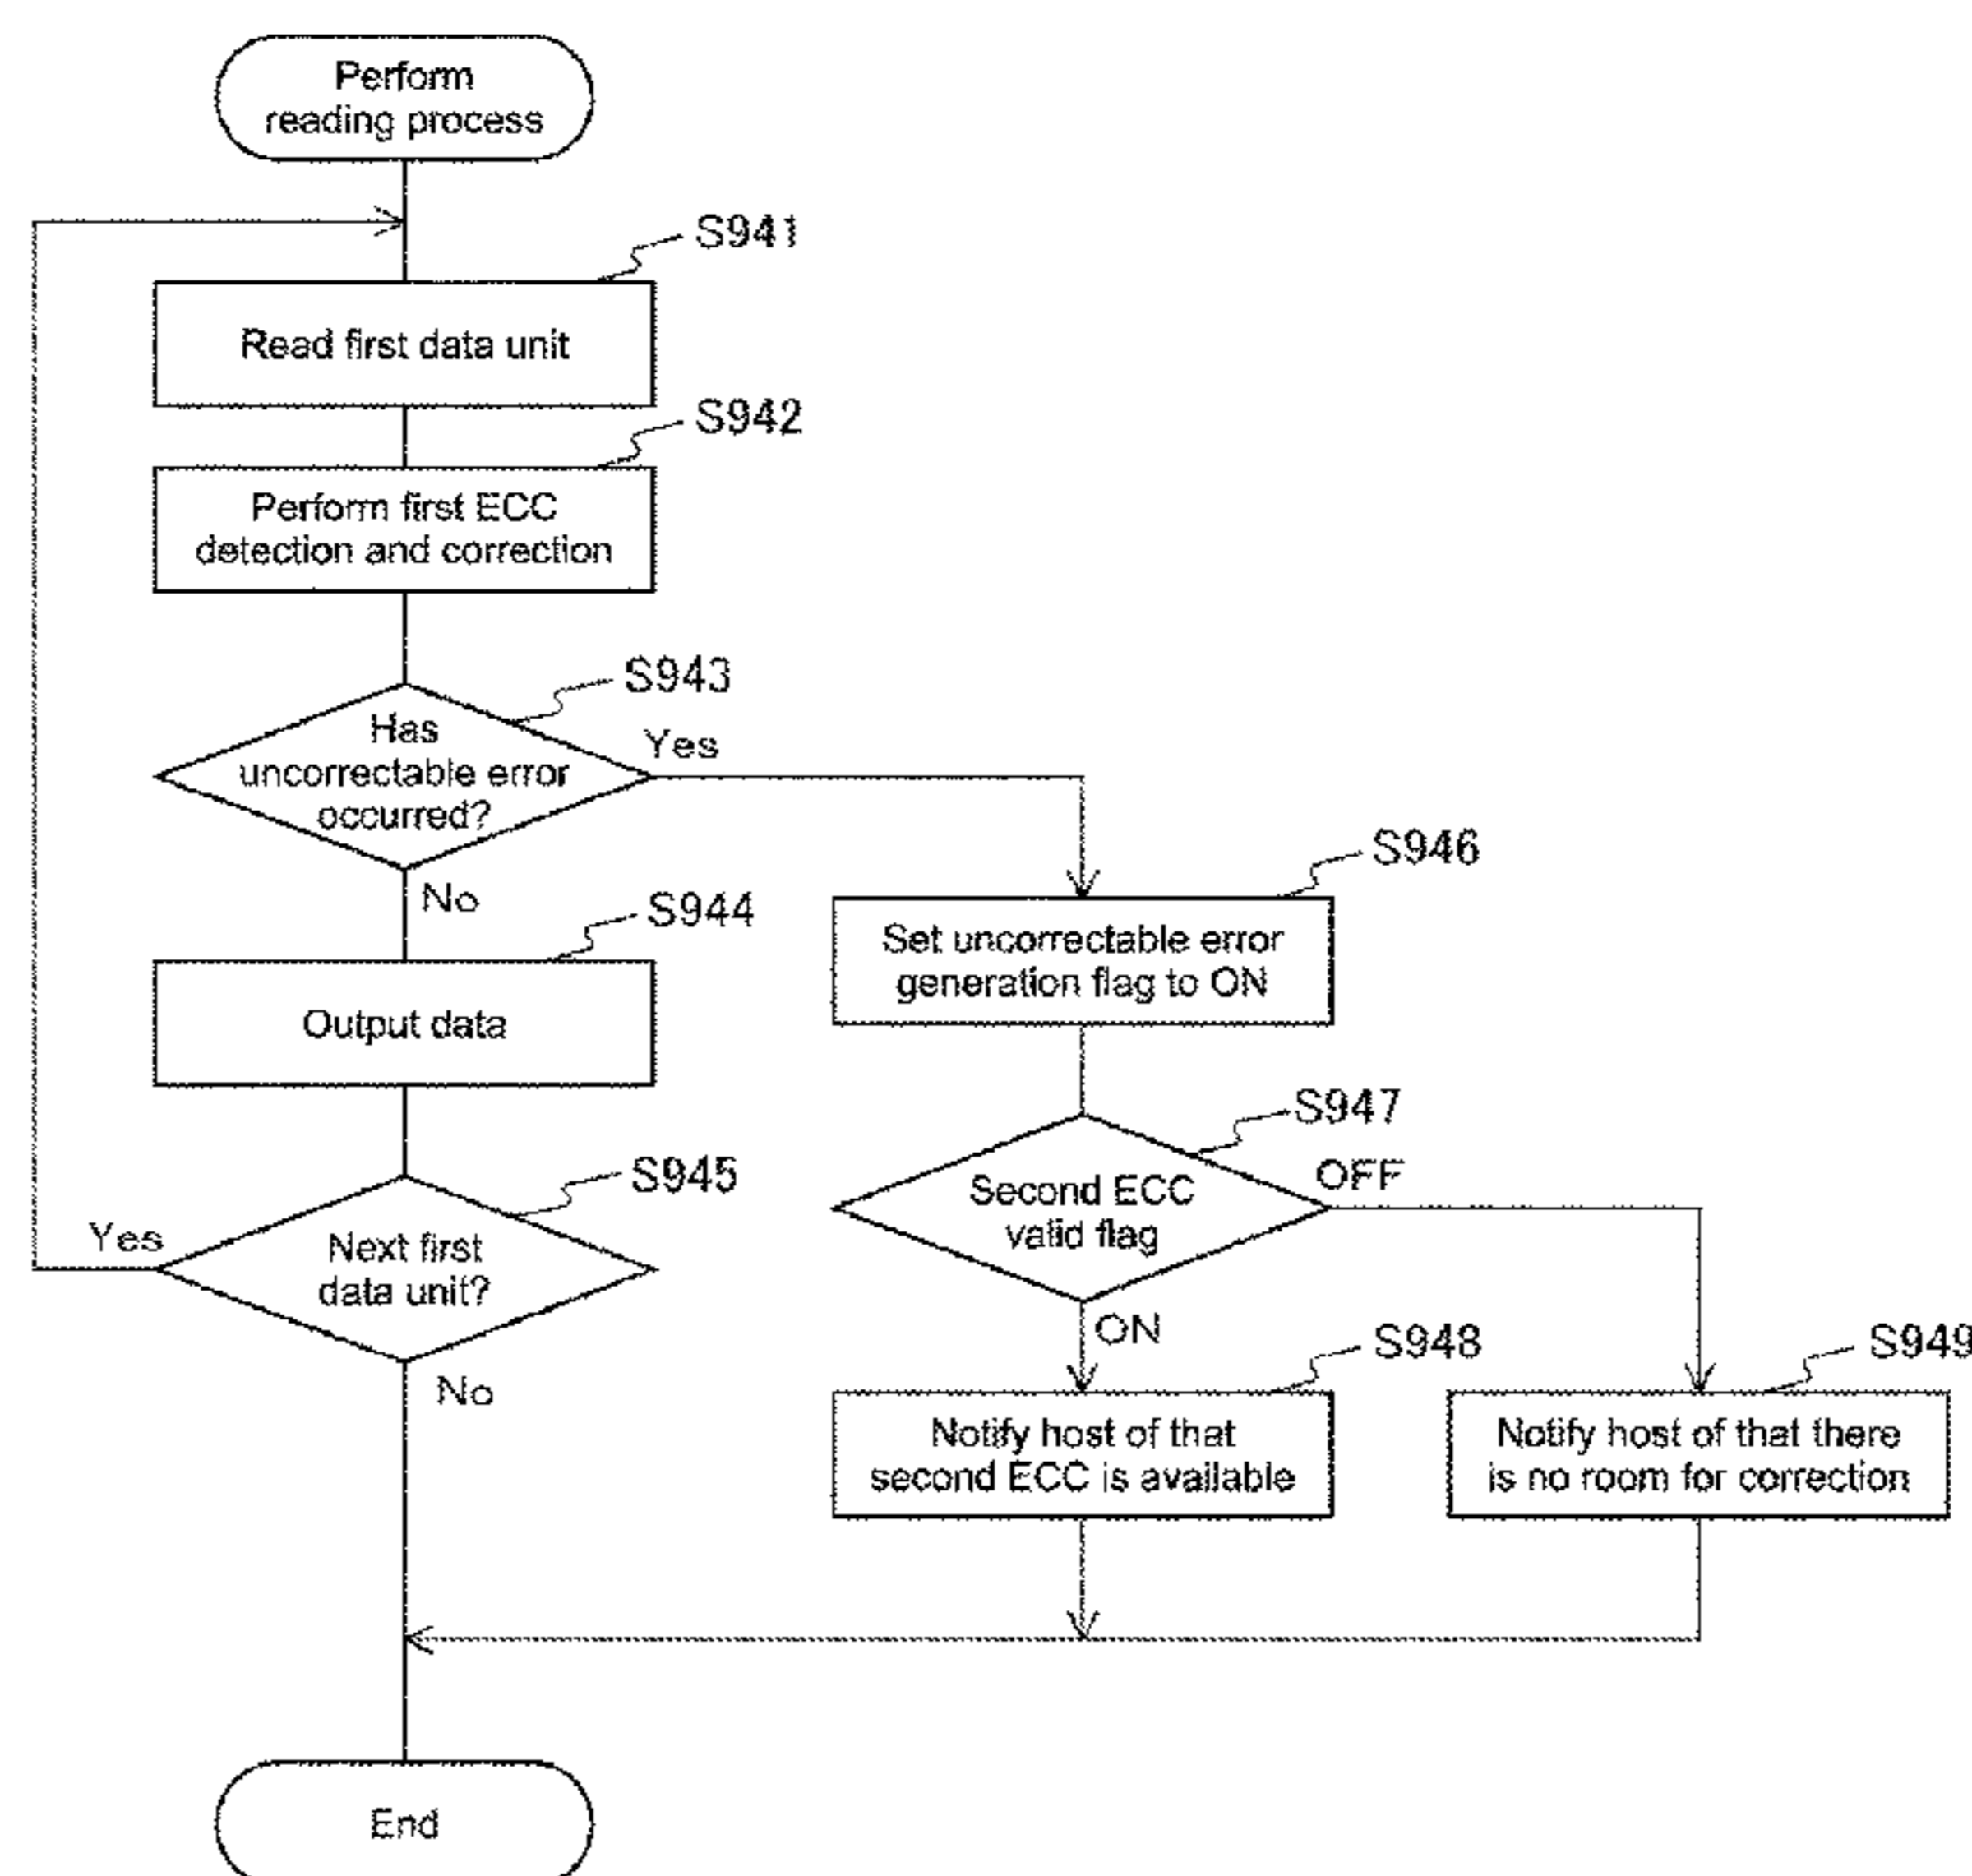 Perform
reading process
S941
Read first data unit
S942
Perform first ECC
detection and correction
S943
Has
uncorrectable error
occurred?
Yes
No
S944
Output data
S945
Next first
data unit?
Yes
No
S946
Set uncorrectable error
generation flag to ON
S947
Second ECC
valid flag
OFF
ON
S948
Notify host of that
second ECC is available
S949
Notify host of that there
is no room for correction
End